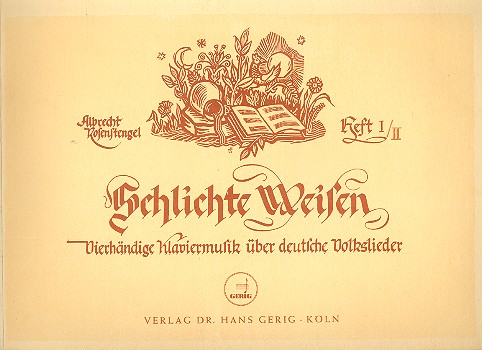 Albrecht
Rosenstengel
Heft I/II
Schlichte Weisen
Vierhändige Klaviermusik über deutsche Volkslieder
GERIG
VERLAG DR. HANS GERIG - KÖLN